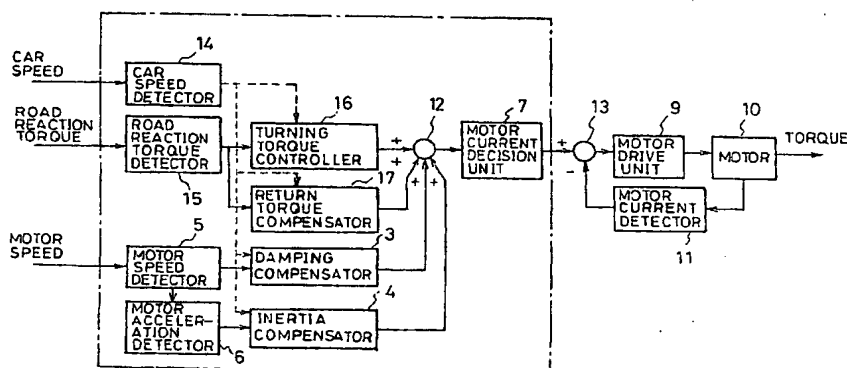 14
CAR
SPEED
CAR
SPEED
DETECTOR
ROAD
REACTION
TORQUE
ROAD
REACTION
TORQUE
DETECTOR
15
16
TURNING
TORQUE
CONTROLLER
+
+
+
+
+
12
17
RETURN
TORQUE
COMPENSATOR
7
MOTOR
CURRENT
DECISION
UNIT
+
-
13
9
MOTOR
DRIVE
UNIT
10
MOTOR
TORQUE
MOTOR
CURRENT
DETECTOR
11
MOTOR
SPEED
5
MOTOR
SPEED
DETECTOR
3
DAMPING
COMPENSATOR
MOTOR
ACCELER-
ATION
DETECTOR
6
4
INERTIA
COMPENSATOR